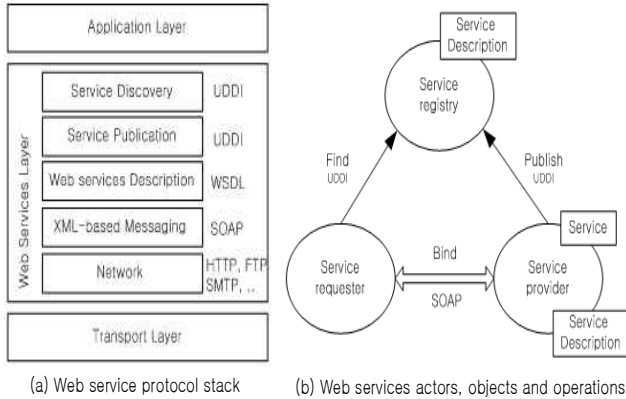 Application Layer
Web Services Layer
Service Discovery UDDI
Service Publication UDDI
Web services Description WSDL
XML-based Messaging SOAP
Network HTTP, FTP
SMTP, ..
Transport Layer
(a) Web service protocol stack
Service
Description
Service
registry
Find
UDDI
Publish
UDDI
Service
requester
Bind
SOAP
Service
Service
provider
Service
Description
(b) Web services actors, objects and operations